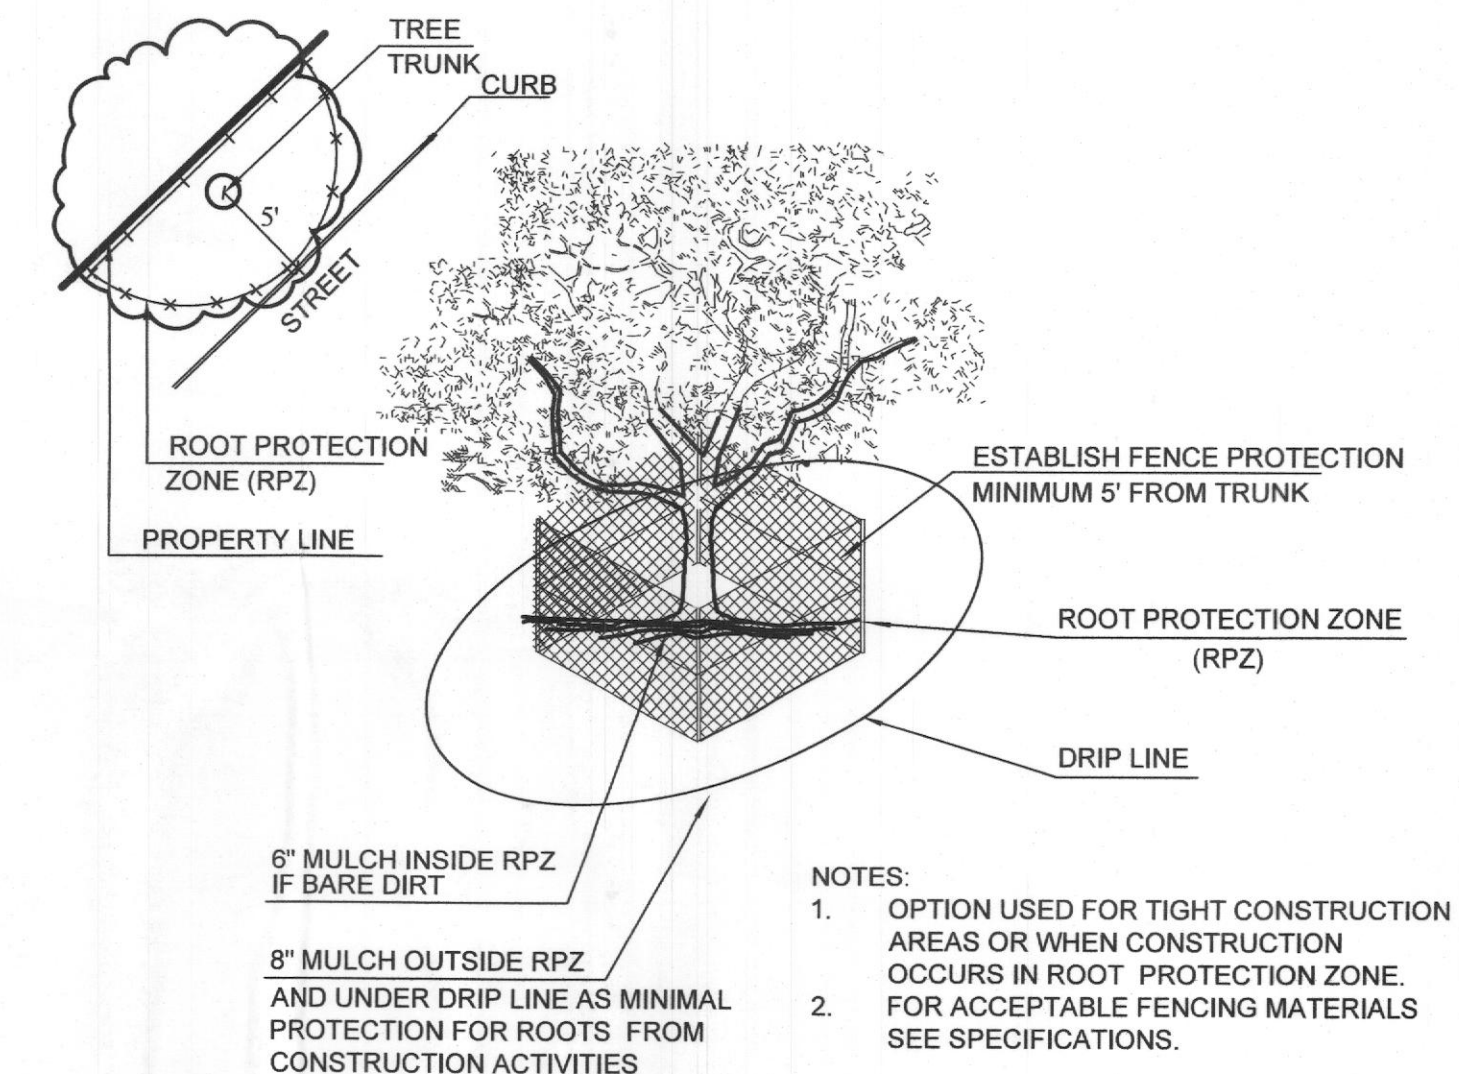 TREE
TRUNK
CURB
5'
STREET
ROOT PROTECTION
ZONE (RPZ)
PROPERTY LINE
ESTABLISH FENCE PROTECTION
MINIMUM 5' FROM TRUNK
ROOT PROTECTION ZONE
(RPZ)
DRIP LINE
6" MULCH INSIDE RPZ
IF BARE DIRT
8" MULCH OUTSIDE RPZ
AND UNDER DRIP LINE AS MINIMAL
PROTECTION FOR ROOTS FROM
CONSTRUCTION ACTIVITIES
NOTES:
1. OPTION USED FOR TIGHT CONSTRUCTION
AREAS OR WHEN CONSTRUCTION
OCCURS IN ROOT PROTECTION ZONE.
2. FOR ACCEPTABLE FENCING MATERIALS
SEE SPECIFICATIONS.